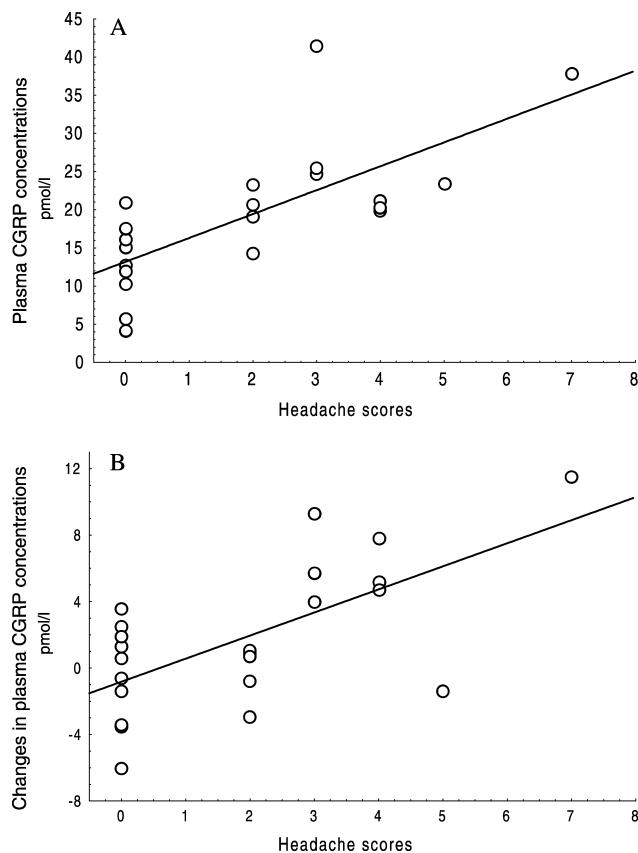 A
45
40
35
30
25
20
15
10
5
0
Plasma CGRP concentrations
pmol/l
0 1 2 3 4 5 6 7 8
Headache scores
B
12
8
4
0
-4
-8
Changes in plasma CGRP concentrations
pmol/l
0 1 2 3 4 5 6 7 8
Headache scores